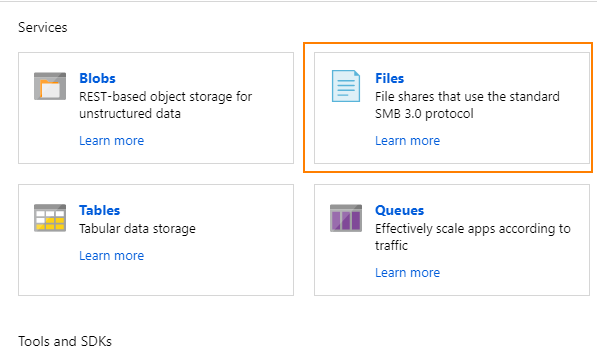 Services
Blobs
REST-based object storage for
unstructured data
Learn more
Files
File shares that use the standard
SMB 3.0 protocol
Learn more
Tables
Tabular data storage
Learn more
Queues
Effectively scale apps according to
traffic
Learn more
Tools and SDKs